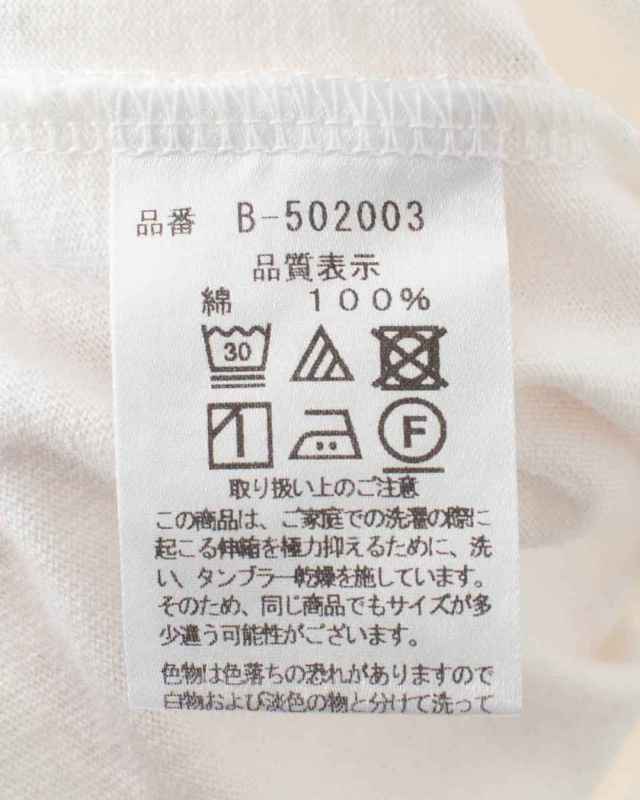 品番 B-502003
品質表示
綿 100%
30
F
取り扱い上のご注意
この商品は、ご家庭での洗濯の際に
起こる伸縮を極力抑えるために、洗
い、タンブラー乾燥を施しています。
そのため、同じ商品でもサイズが多
少違う可能性がございます。
色物は色落ちの恐れがありますので
白物および淡色の物と分けて洗って